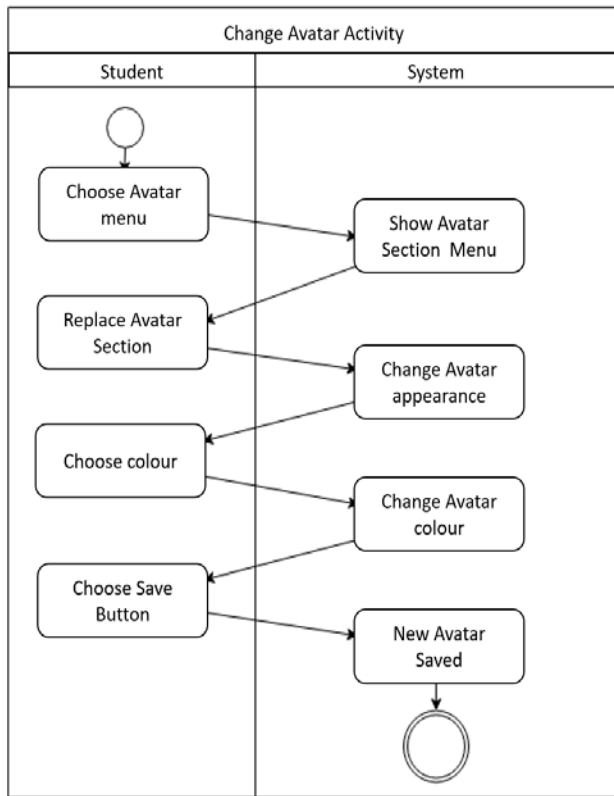 Change Avatar Activity
Student
System
Choose Avatar
menu
Show Avatar
Section Menu
Replace Avatar
Section
Change Avatar
appearance
Choose colour
Change Avatar
colour
Choose Save
Button
New Avatar
Saved